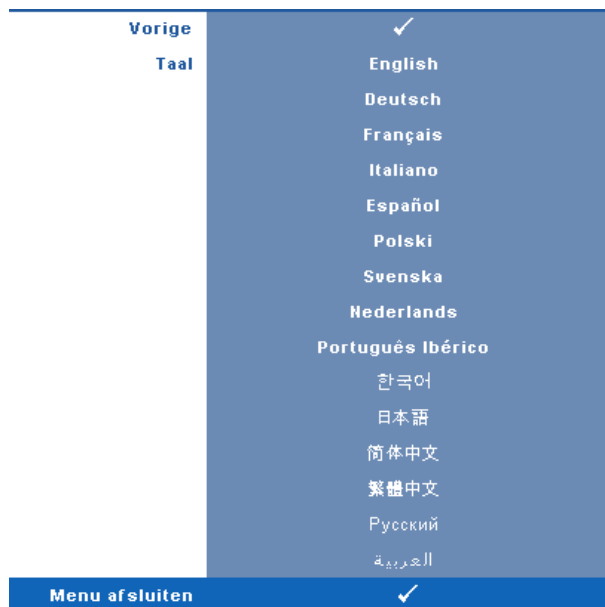 Vorige ✓
Taal English
Deutsch
Français
Italiano
Español
Polski
Svenska
Nederlands
Português Ibérico
한국어
日本語
简体中文
繁體中文
Русский
العربية
Menu afsluiten ✓